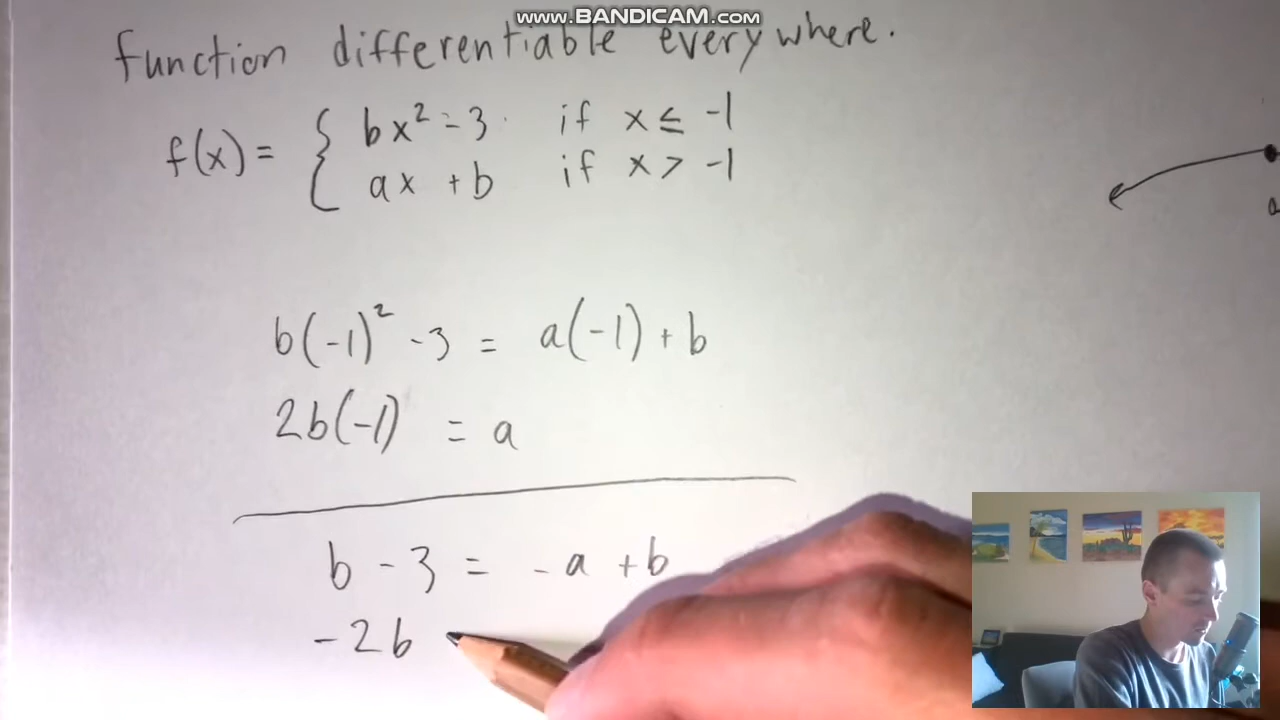 www.BANDICAM.com
function differentiable everywhere.
f(x) = { bx² - 3 if x ≤ -1
ax + b if x > -1
a
b(-1)² - 3 = a(-1) + b
2b(-1) = a
b - 3 = - a + b
- 2b